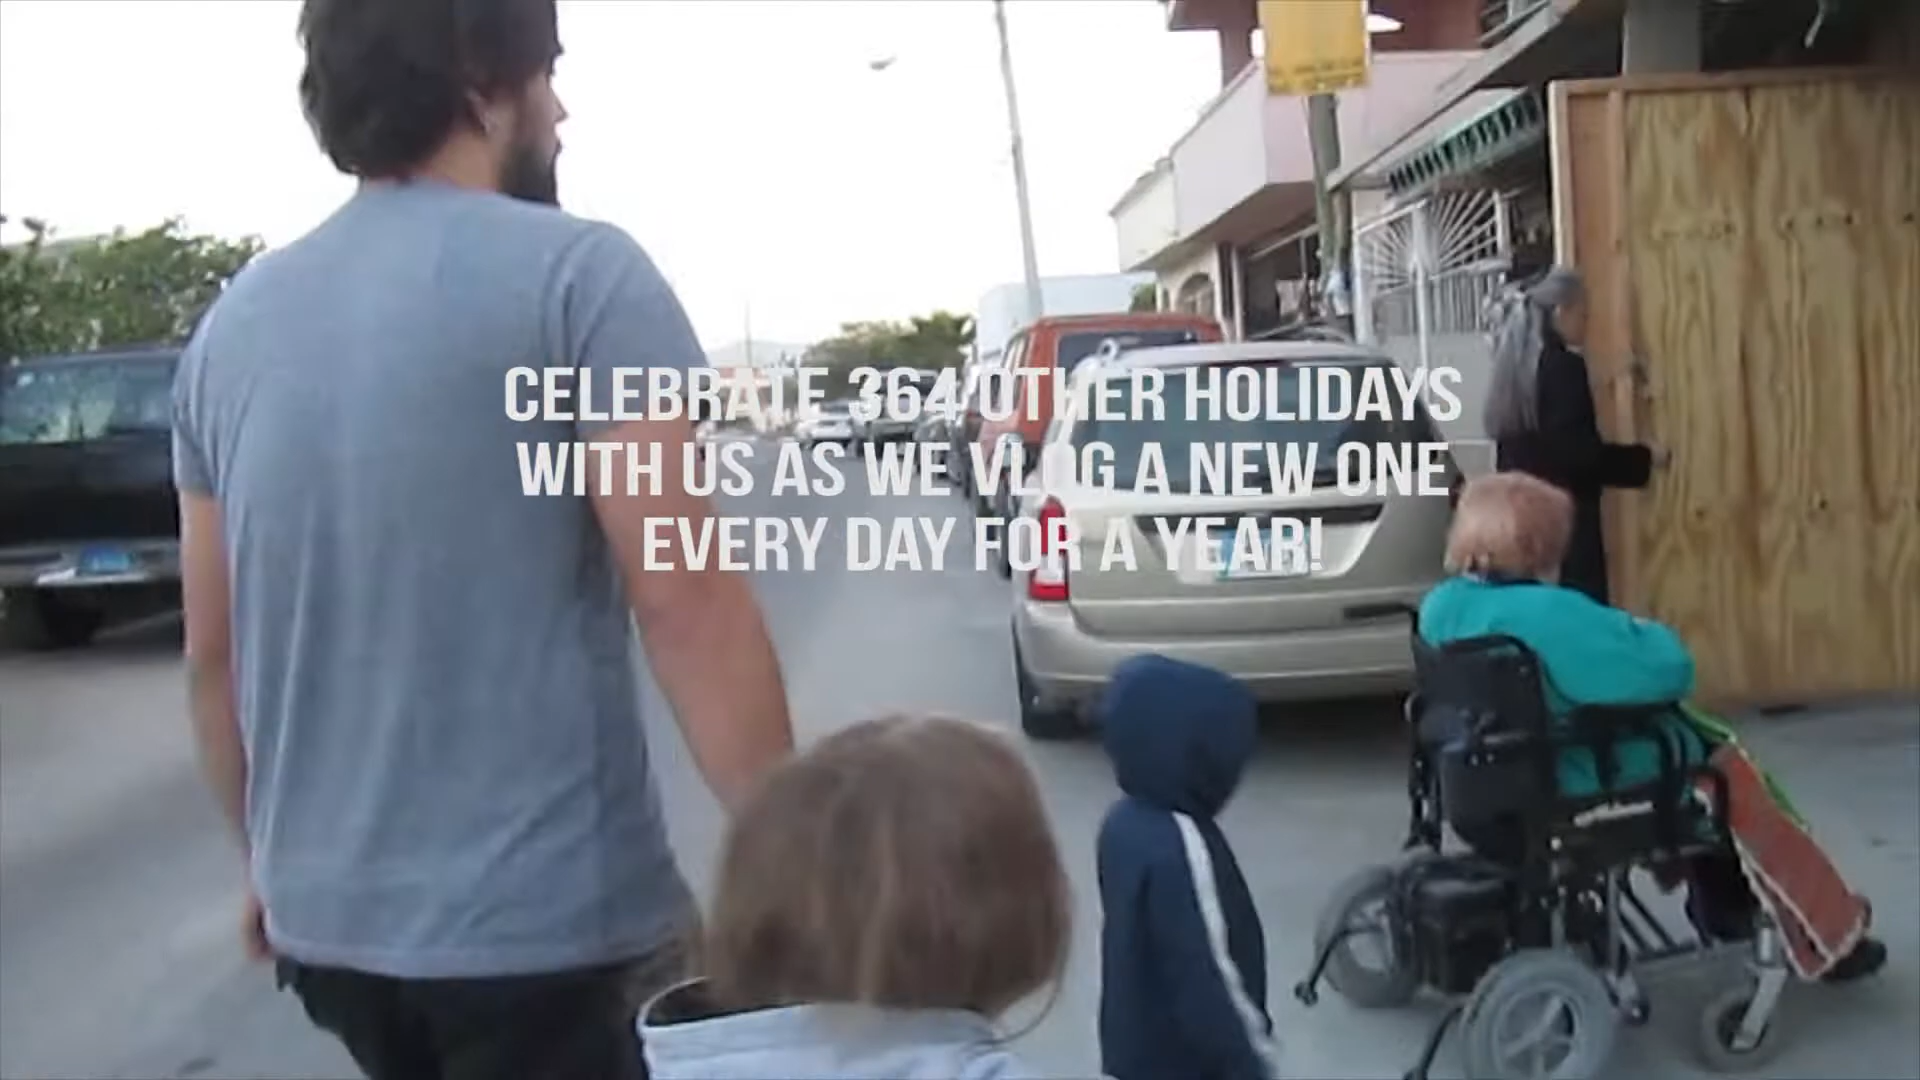 CELEBRATE 364 OTHER HOLIDAYS
WITH US AS WE VLOG A NEW ONE
EVERY DAY FOR A YEAR!